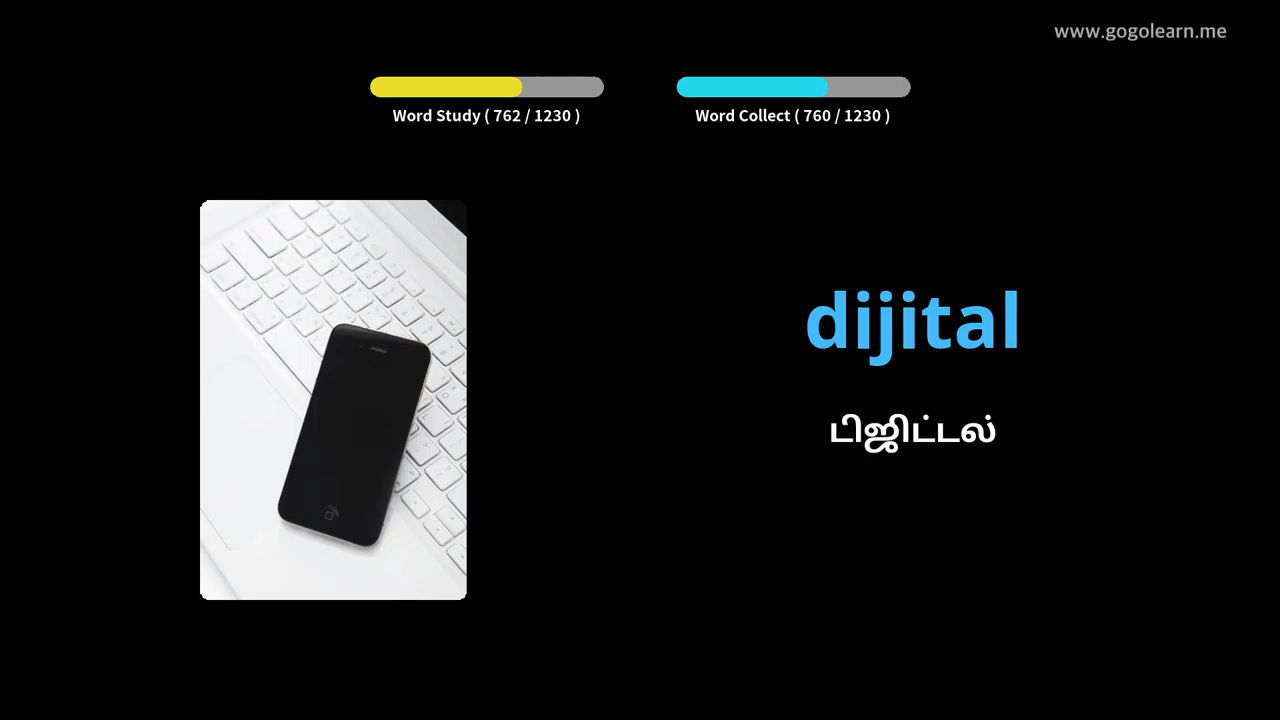 www.gogolearn.me
Word Study ( 762 / 1230 )
Word Collect ( 760 / 1230 )
dijital
பிஜிட்டல்